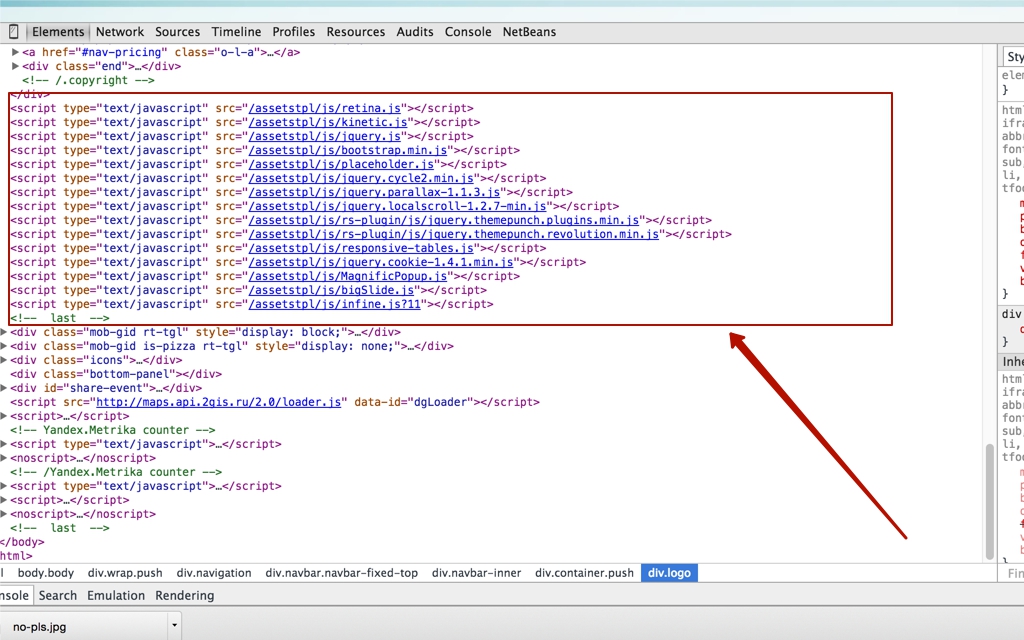 Elements Network Sources Timeline Profiles Resources Audits Console NetBeans
<a href="#nav-pricing" class="o-l-a">…</a>
<div class="end">…</div>
<!-- /.copyright -->
</div>
<script type="text/javascript" src="/assetstpl/js/retina.js"></script>
<script type="text/javascript" src="/assetstpl/js/kinetic.js"></script>
<script type="text/javascript" src="/assetstpl/js/jquery.js"></script>
<script type="text/javascript" src="/assetstpl/js/bootstrap.min.js"></script>
<script type="text/javascript" src="/assetstpl/js/placeholder.js"></script>
<script type="text/javascript" src="/assetstpl/js/jquery.cycle2.min.js"></script>
<script type="text/javascript" src="/assetstpl/js/jquery.parallax-1.1.3.js"></script>
<script type="text/javascript" src="/assetstpl/js/jquery.localscroll-1.2.7-min.js"></script>
<script type="text/javascript" src="/assetstpl/js/rs-plugin/js/jquery.themepunch.plugins.min.js"></script>
<script type="text/javascript" src="/assetstpl/js/rs-plugin/js/jquery.themepunch.revolution.min.js"></script>
<script type="text/javascript" src="/assetstpl/js/responsive-tables.js"></script>
<script type="text/javascript" src="/assetstpl/js/jquery.cookie-1.4.1.min.js"></script>
<script type="text/javascript" src="/assetstpl/js/MagnificPopup.js"></script>
<script type="text/javascript" src="/assetstpl/js/bigSlide.js"></script>
<script type="text/javascript" src="/assetstpl/js/infine.js?11"></script>
<!--  last  -->
<div class="mob-gid rt-tgl" style="display: block;">…</div>
<div class="mob-gid is-pizza rt-tgl" style="display: none;">…</div>
<div class="icons">…</div>
<div class="bottom-panel"></div>
<div id="share-event">…</div>
<script src="http://maps.api.2gis.ru/2.0/loader.js" data-id="dgLoader"></script>
<script>…</script>
<!-- Yandex.Metrika counter -->
<script type="text/javascript">…</script>
<noscript>…</noscript>
<!-- /Yandex.Metrika counter -->
<script type="text/javascript">…</script>
<script>…</script>
<noscript>…</noscript>
<!--  last  -->
</body>
html>
body.body div.wrap.push div.navigation div.navbar.navbar-fixed-top div.navbar-inner div.container.push div.logo
nsole Search Emulation Rendering
no-pls.jpg
Sty
elem
}
html
ifra
abbr
font
sub,
li,
tfoo
}
div
}
Inhe
html
ifra
abbr
font
sub,
li,
tfoo
}
Fin